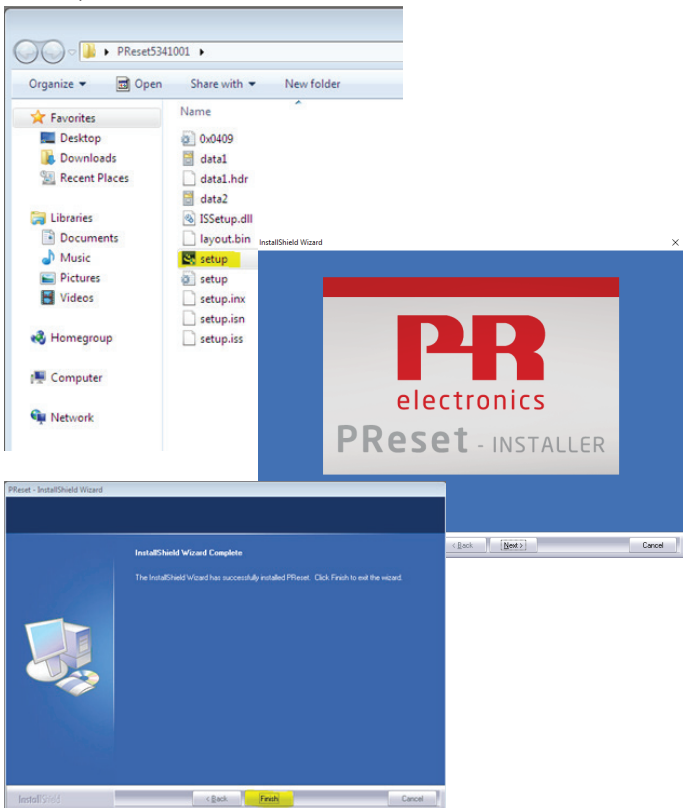 PReset5341001
Organize Open Share with New folder
Favorites
Desktop
Downloads
Recent Places
Libraries
Documents
Music
Pictures
Videos
Homegroup
Computer
Network
Name
0x0409
data1
data1.hdr
data2
ISSetup.dll
layout.bin
setup
setup
setup.inx
setup.isn
setup.iss
InstallShield Wizard
PR
electronics
PReset - INSTALLER
< Back Next > Cancel
PReset - InstallShield Wizard
InstallShield Wizard Complete
The InstallShield Wizard has successfully installed PReset. Click Finish to exit the wizard.
InstallShield
< Back Finish Cancel